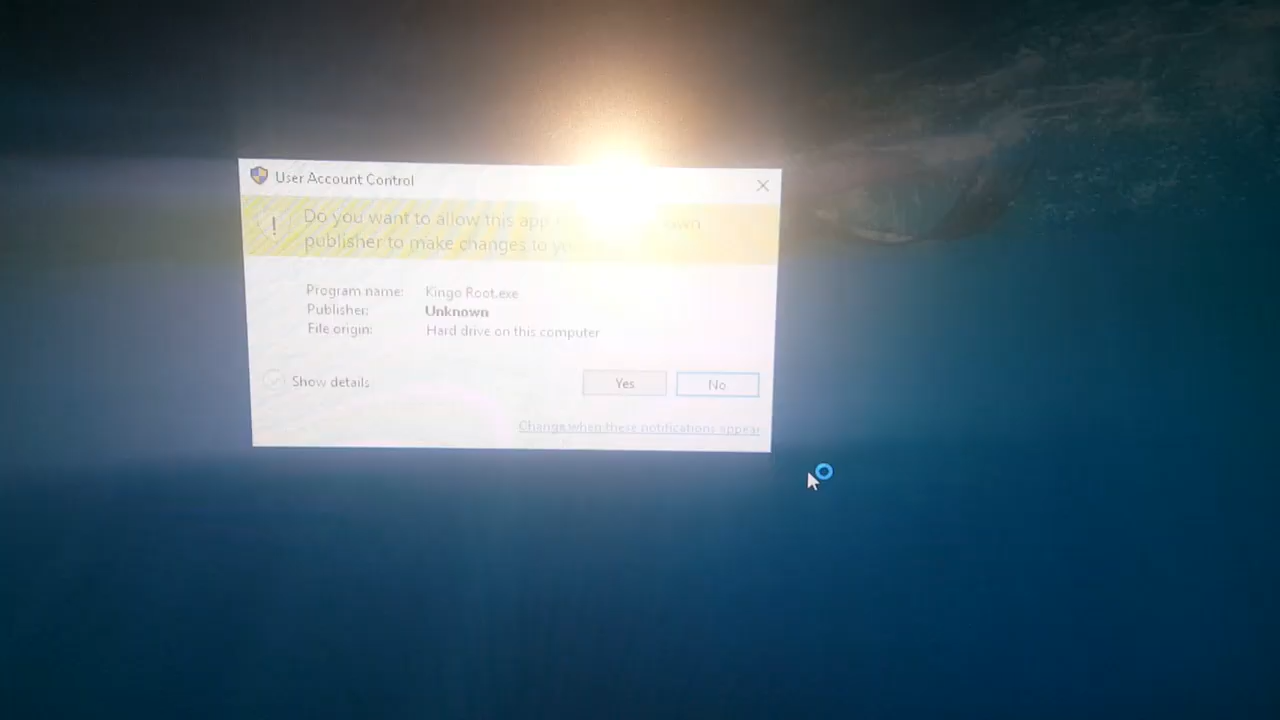 User Account Control
Do you want to allow this app
publisher to make changes to
Program name: Kingo Root.exe
Publisher: Unknown
File origin: Hard drive on this computer
Show details
Yes
No
Change when these notifications appear